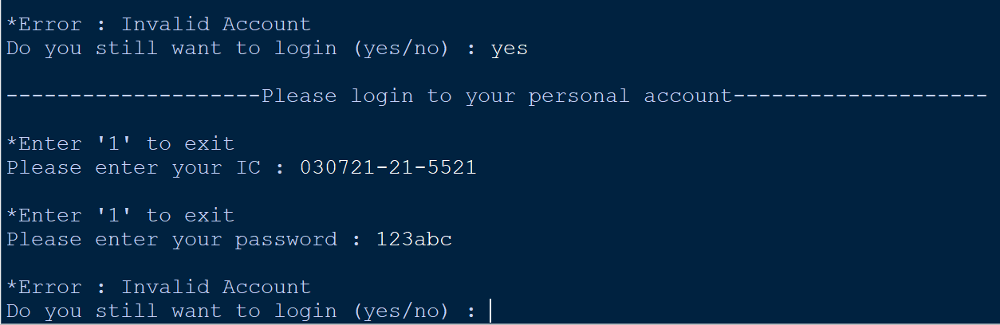 *Error : Invalid Account
Do you still want to login (yes/no) : yes
--------------------Please login to your personal account--------------------
*Enter '1' to exit
Please enter your IC : 030721-21-5521
*Enter '1' to exit
Please enter your password : 123abc
*Error : Invalid Account
Do you still want to login (yes/no) :